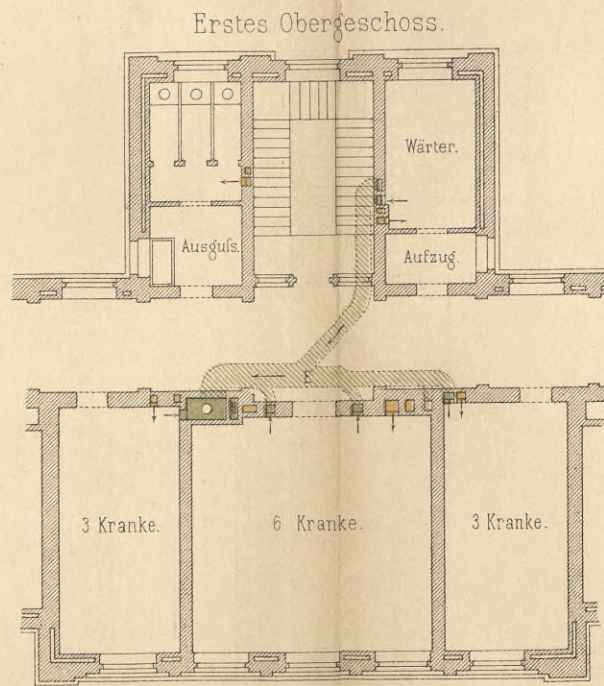 Erstes Obergeschoss.
Wärter.
Ausguſs.
Aufzug.
E
3 Kranke.
6 Kranke.
3 Kranke.